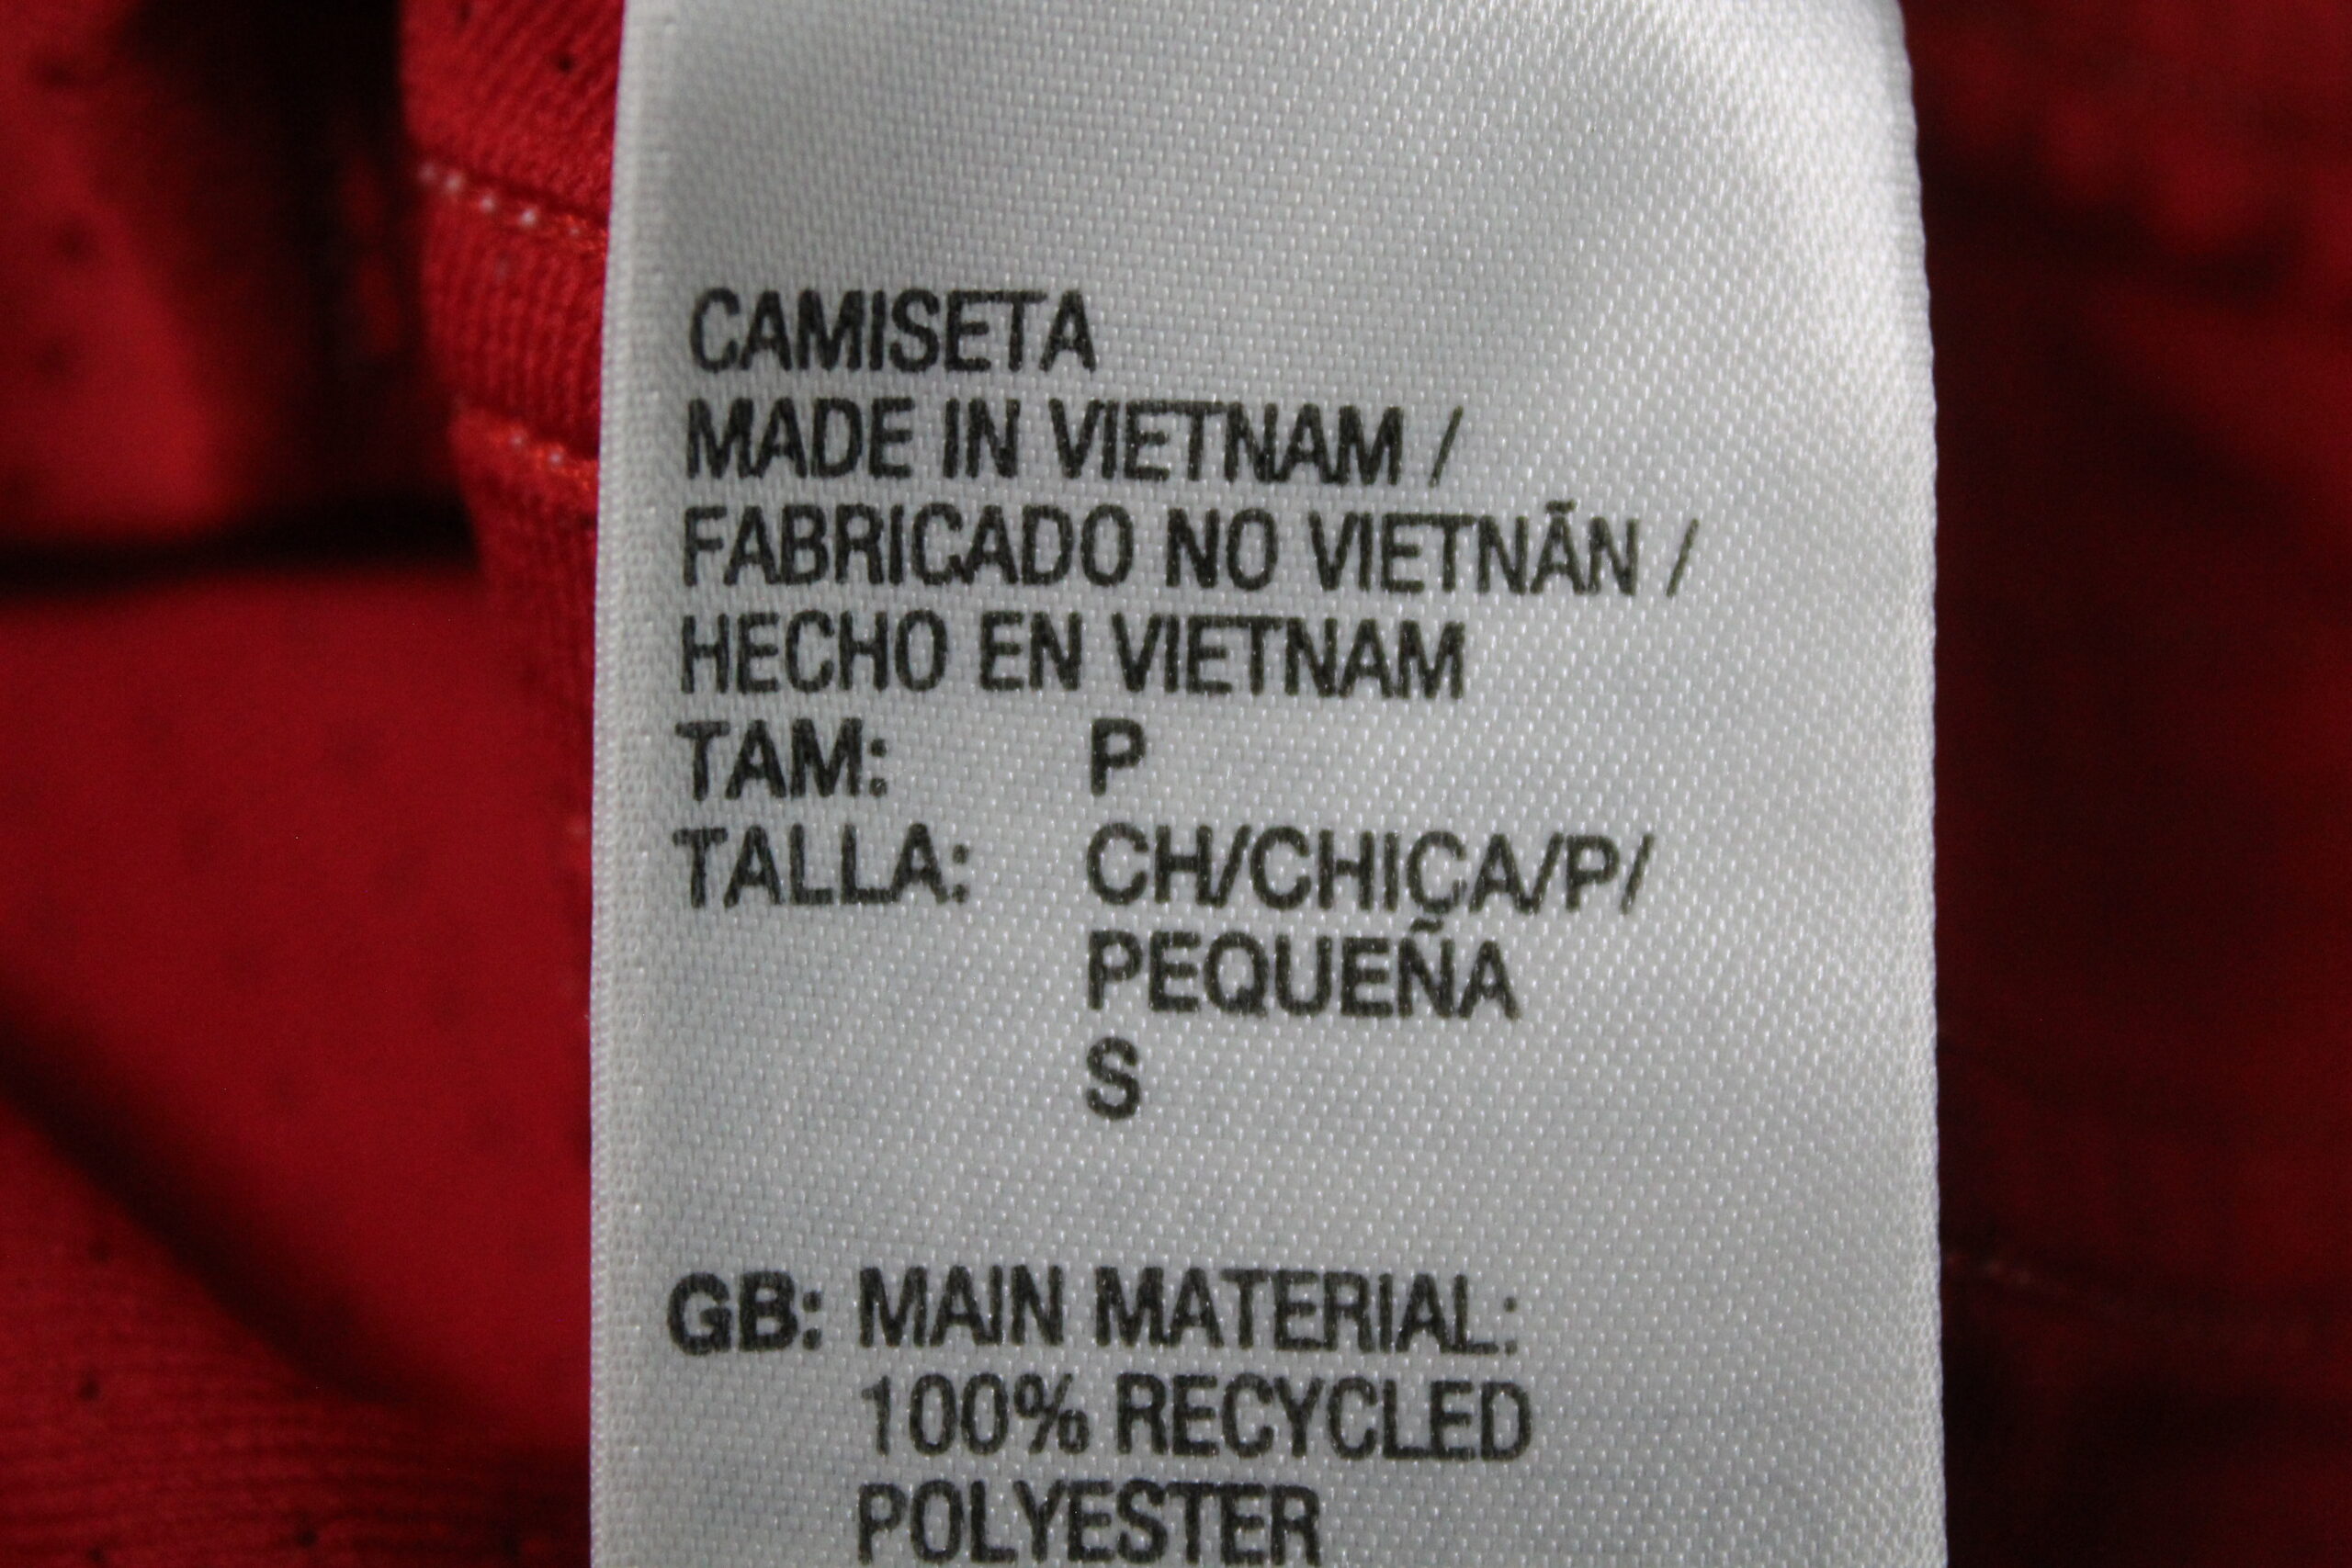 CAMISETA
MADE IN VIETNAM /
FABRICADO NO VIETNÃN /
HECHO EN VIETNAM
TAM: P
TALLA: CH/CHICA/P/
PEQUEÑA
S
GB: MAIN MATERIAL:
100% RECYCLED
POLYESTER